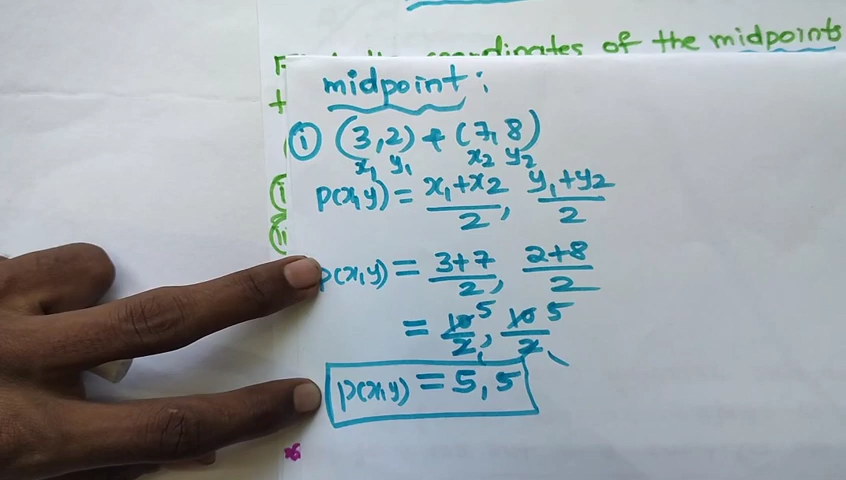 coordinates of the midpoints
midpoint:
① (3,2) + (7,8)
x₁ y₁ x₂ y₂
P(x,y) = x₁+x₂/2, y₁+y₂/2
P(x,y) = 3+7/2, 2+8/2
= 10/2 5, 10/2 5
P(x,y) = 5,5